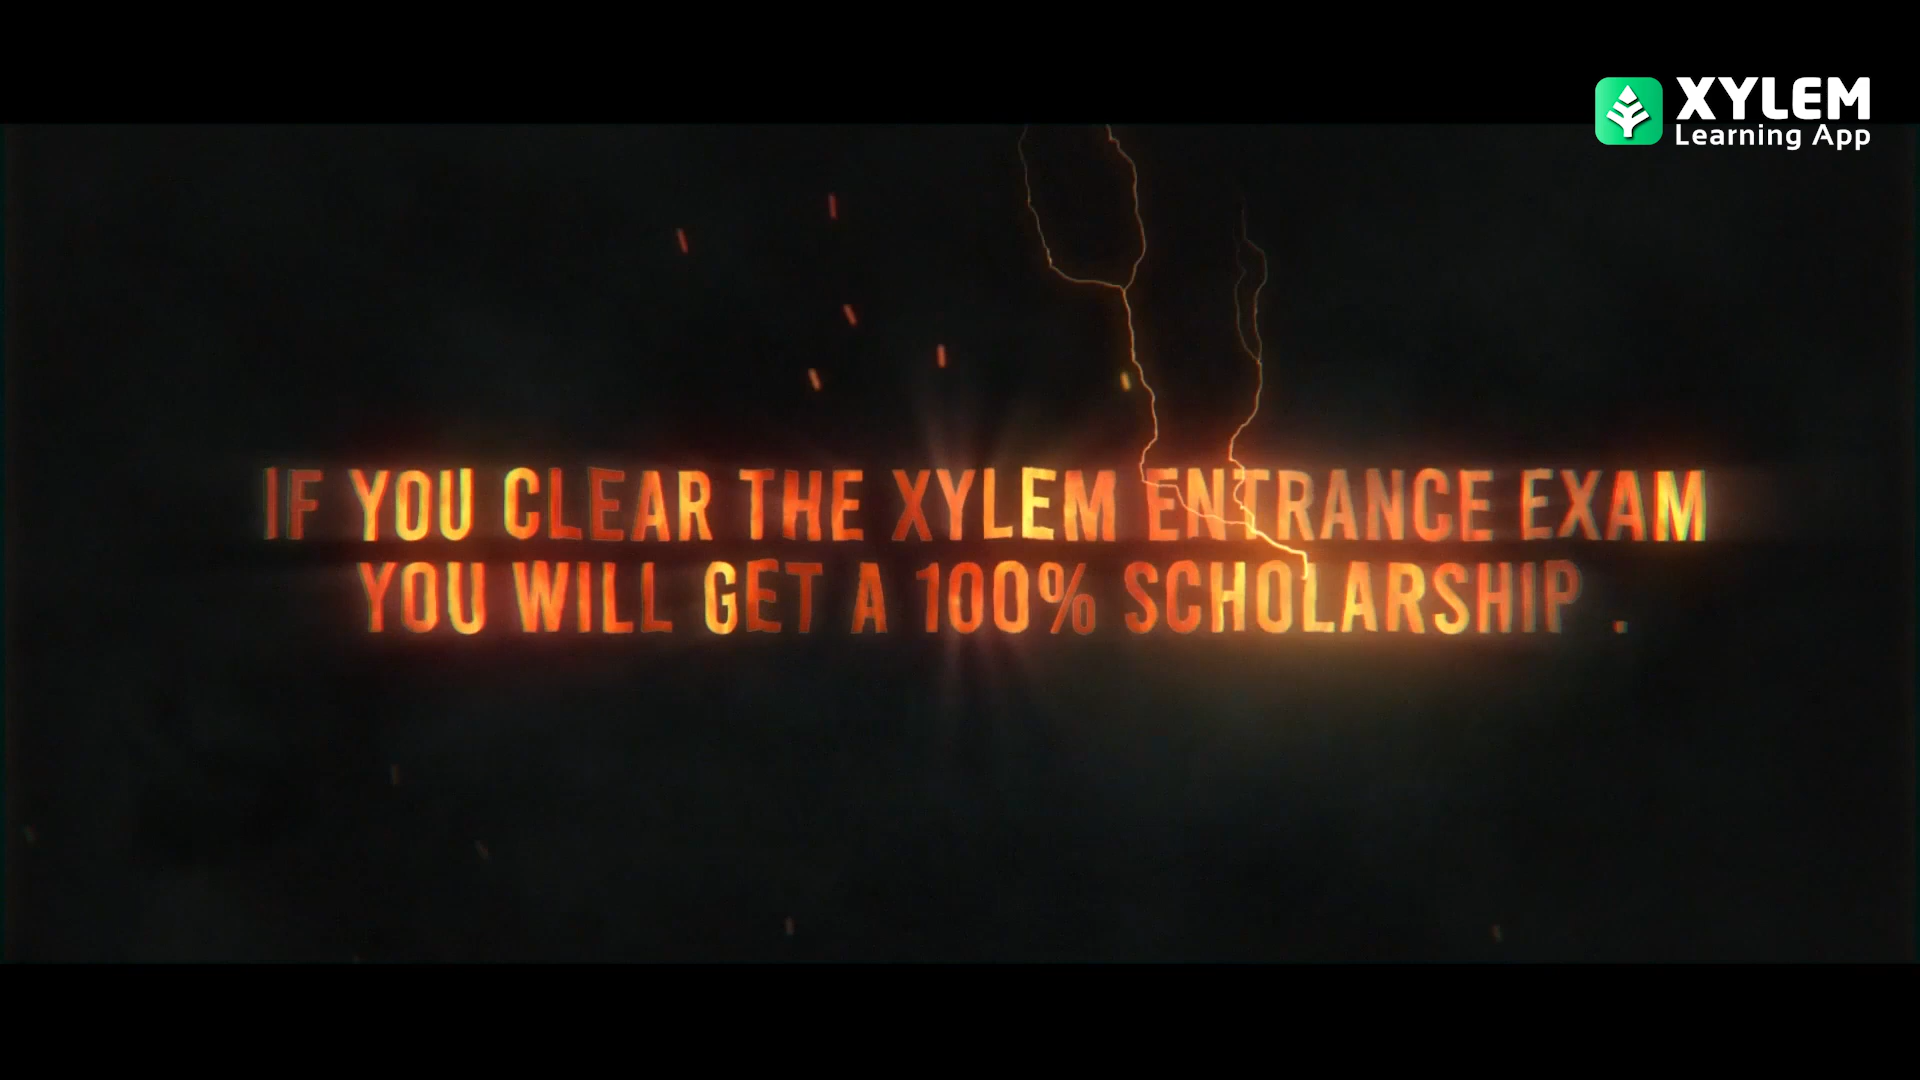 XYLEM
Learning App
IF YOU CLEAR THE XYLEM ENTRANCE EXAM
YOU WILL GET A 100% SCHOLARSHIP .